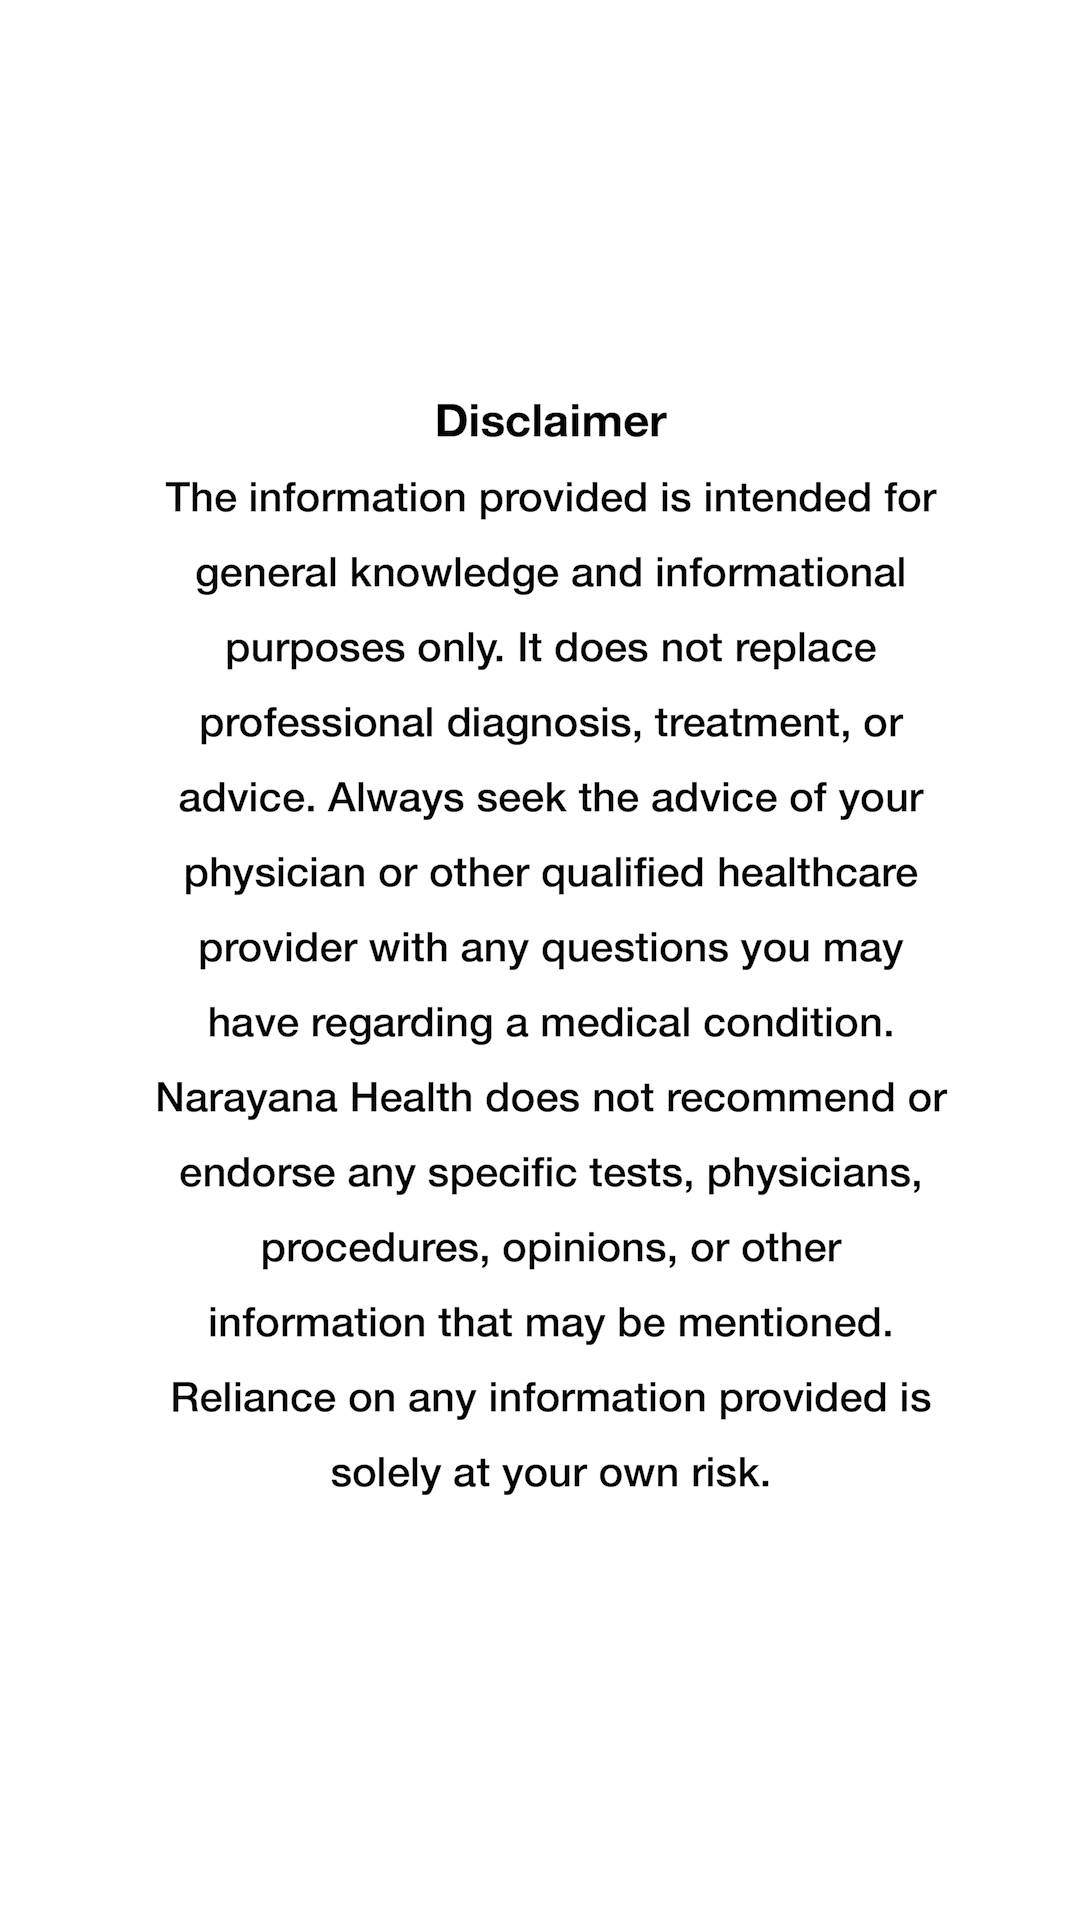 Disclaimer
The information provided is intended for
general knowledge and informational
purposes only. It does not replace
professional diagnosis, treatment, or
advice. Always seek the advice of your
physician or other qualified healthcare
provider with any questions you may
have regarding a medical condition.
Narayana Health does not recommend or
endorse any specific tests, physicians,
procedures, opinions, or other
information that may be mentioned.
Reliance on any information provided is
solely at your own risk.